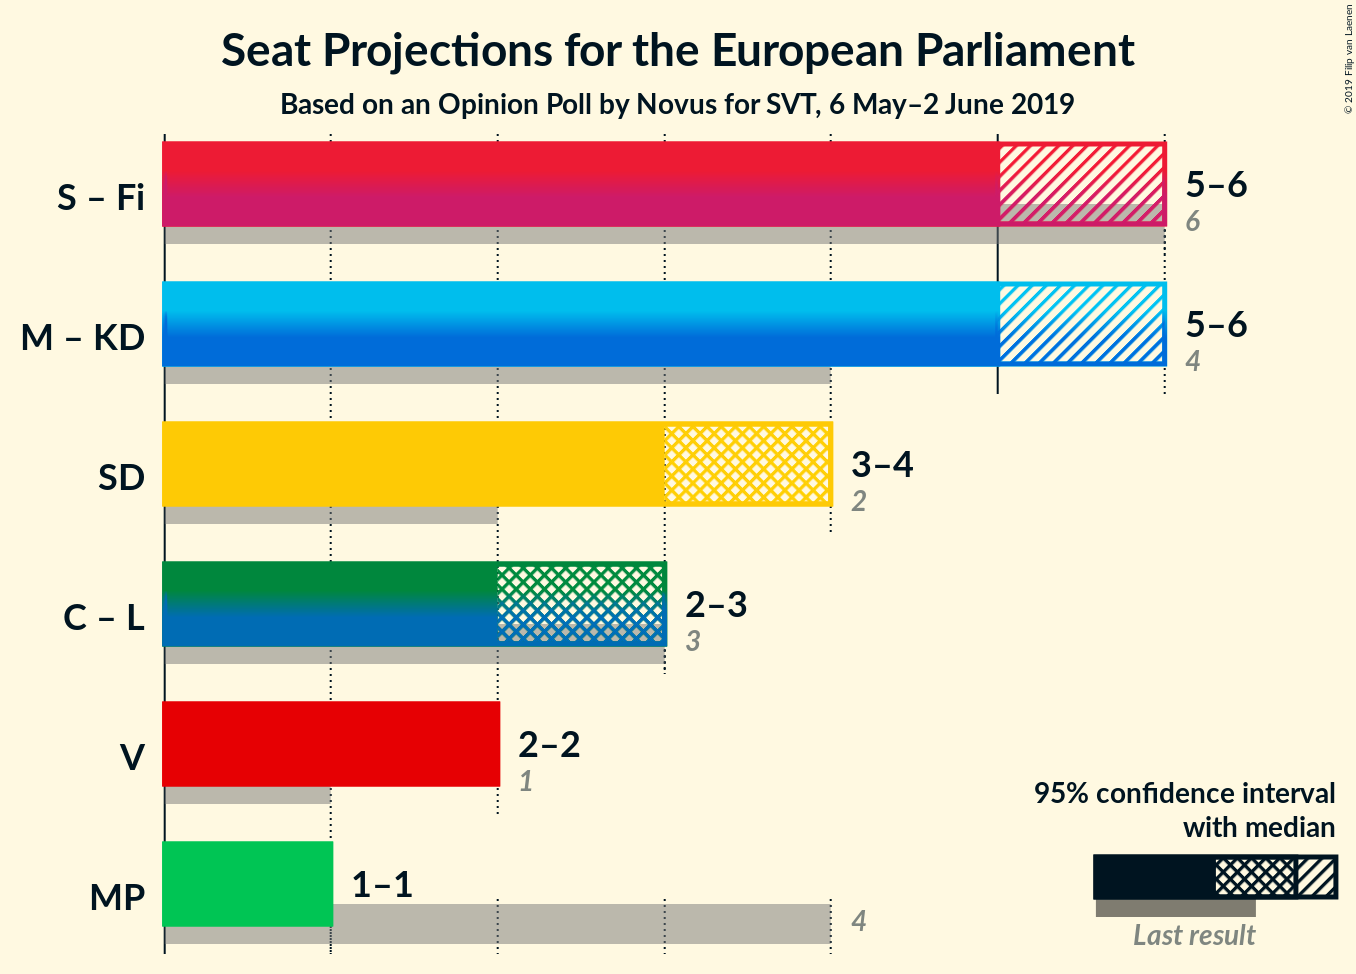 Seat Projections for the European Parliament
Based on an Opinion Poll by Novus for SVT, 6 May–2 June 2019
© 2019 Filip van Laenen
S – Fi
5–6
6
M – KD
5–6
4
SD
3–4
2
C – L
2–3
3
V
2–2
1
MP
1–1
4
95% confidence interval
with median
Last result